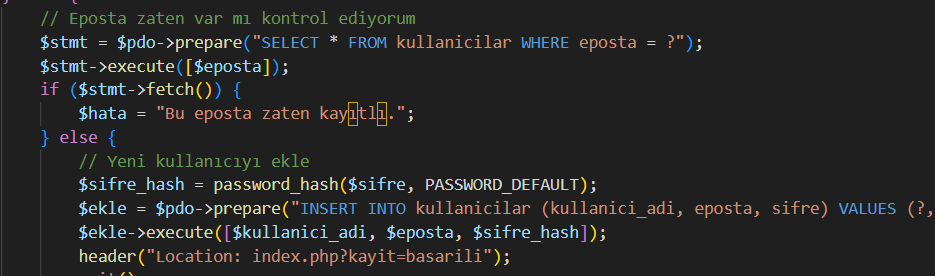 // Eposta zaten var mı kontrol ediyorum
$stmt = $pdo->prepare("SELECT * FROM kullanicilar WHERE eposta = ?");
$stmt->execute([$eposta]);
if ($stmt->fetch()) {
$hata = "Bu eposta zaten kayıtlı.";
} else {
// Yeni kullanıcıyı ekle
$sifre_hash = password_hash($sifre, PASSWORD_DEFAULT);
$ekle = $pdo->prepare("INSERT INTO kullanicilar (kullanici_adi, eposta, sifre) VALUES (?,
$ekle->execute([$kullanici_adi, $eposta, $sifre_hash]);
header("Location: index.php?kayit=basarili");